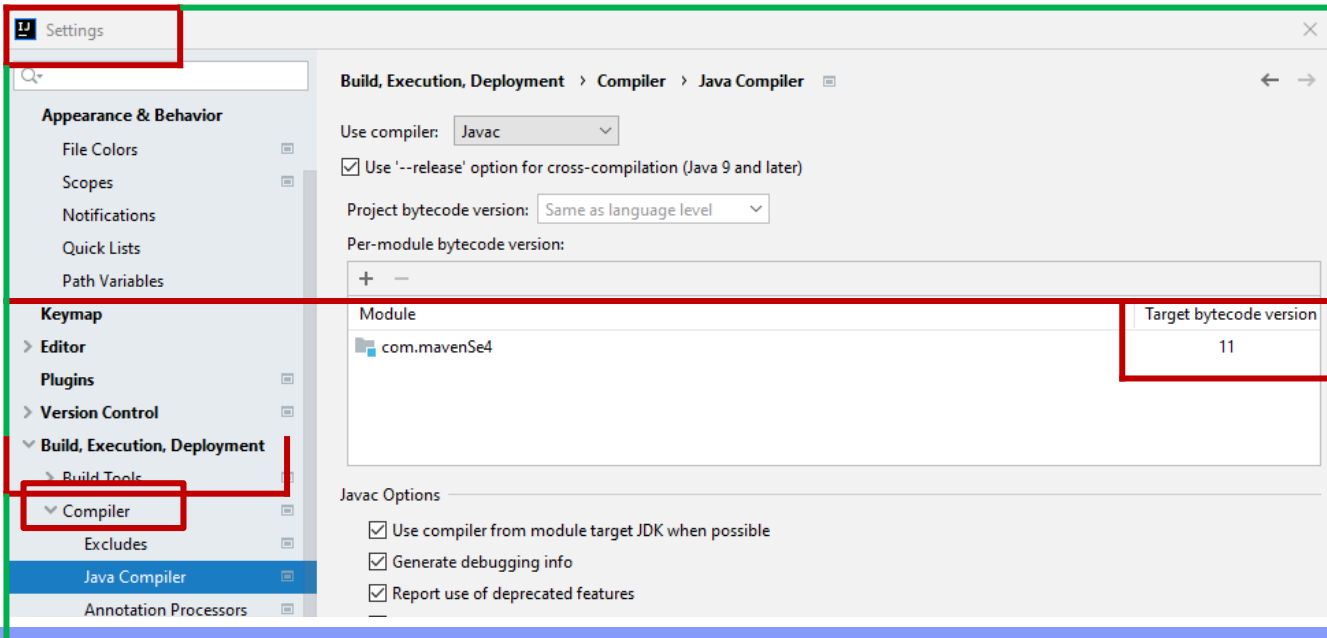 IJ Settings
Build, Execution, Deployment > Compiler > Java Compiler
Appearance & Behavior
File Colors
Scopes
Notifications
Quick Lists
Path Variables
Keymap
Editor
Plugins
Version Control
Build, Execution, Deployment
Build Tools
Compiler
Excludes
Java Compiler
Annotation Processors
Use compiler: Javac
Use '--release' option for cross-compilation (Java 9 and later)
Project bytecode version: Same as language level
Per-module bytecode version:
+ −
Module Target bytecode version
com.mavenSe4 11
Javac Options
Use compiler from module target JDK when possible
Generate debugging info
Report use of deprecated features